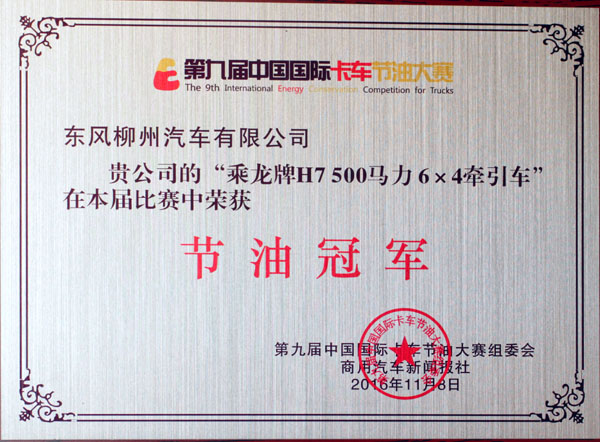 第九届中国国际卡车节油大赛
The 9th International Energy Conservation Competition for Trucks
东风柳州汽车有限公司
贵公司的“乘龙牌H7 500马力 6×4牵引车”
在本届比赛中荣获
节油冠军
第九届中国国际卡车节油大赛组委会
商用汽车新闻报社
2016年11月8日